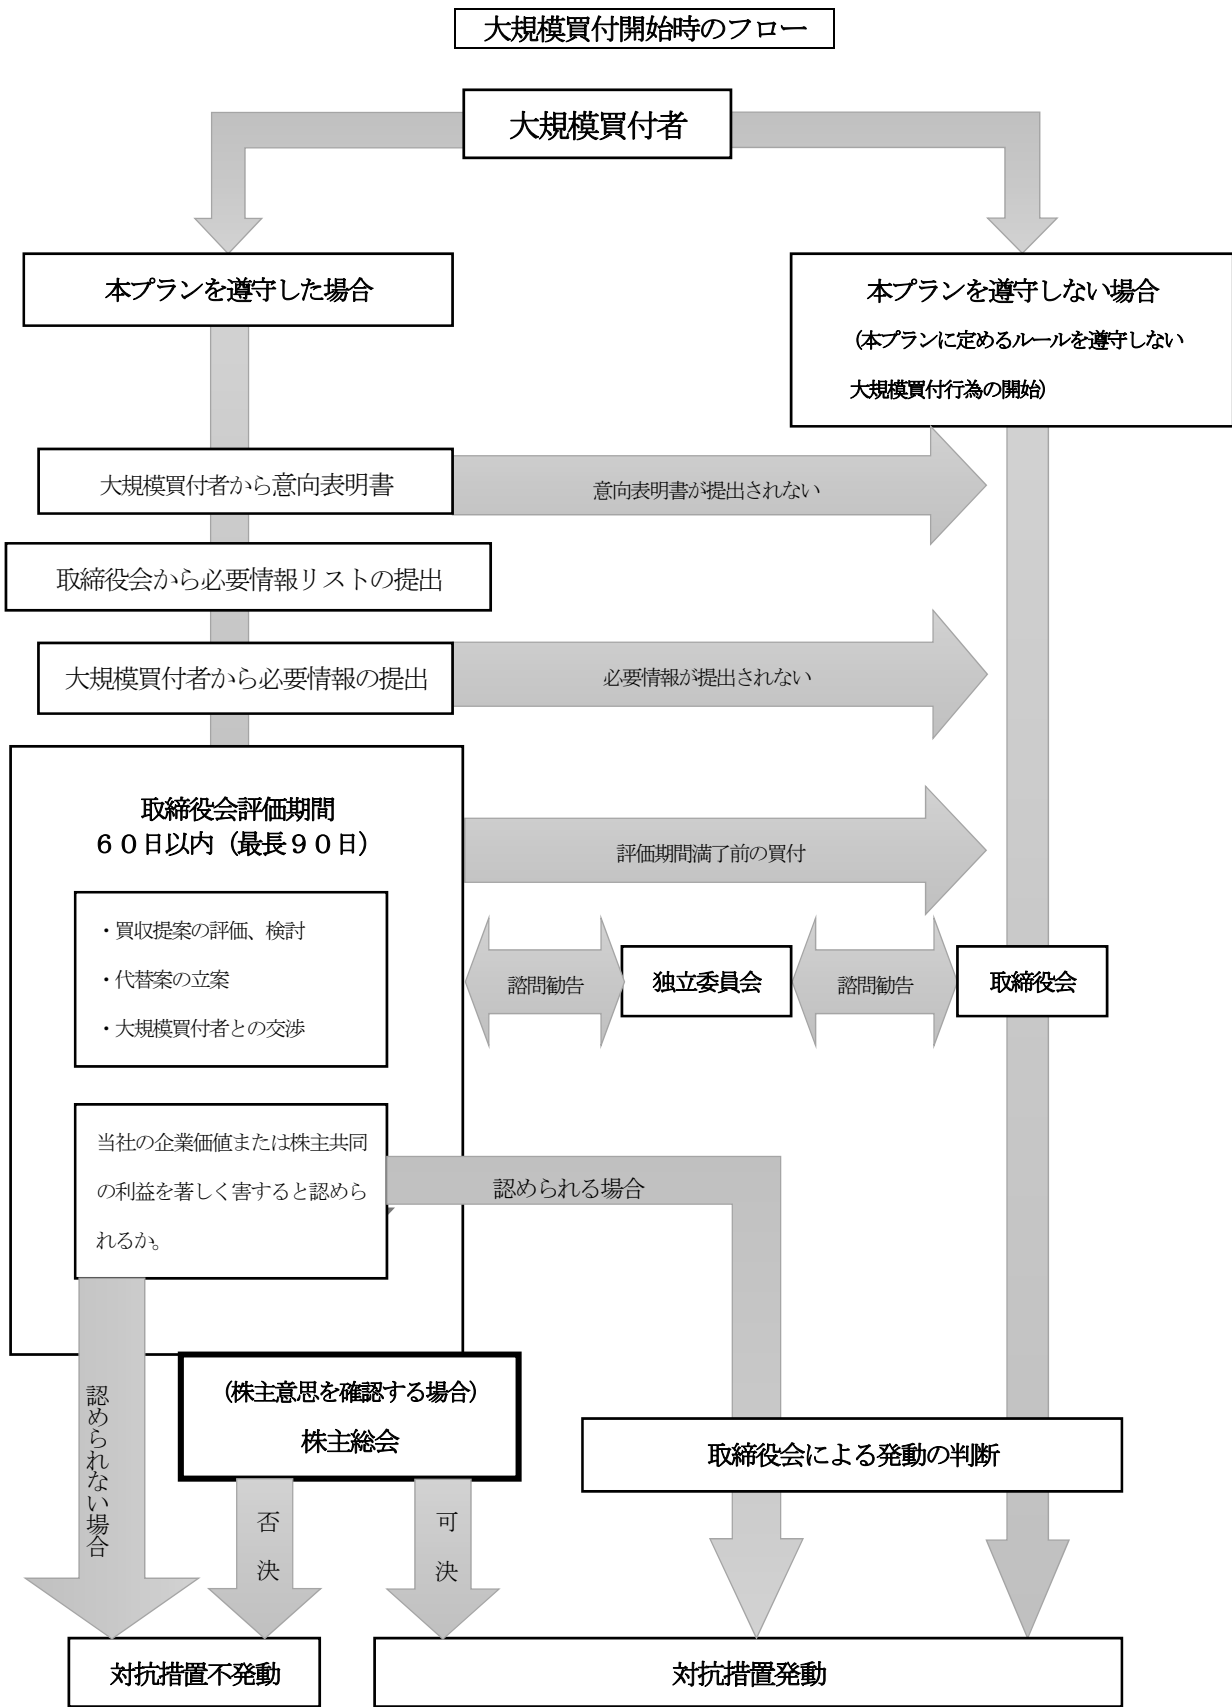 大規模買付開始時のフロー
大規模買付者
本プランを遵守した場合
本プランを遵守しない場合
(本プランに定めるルールを遵守しない
大規模買付行為の開始)
大規模買付者から意向表明書
意向表明書が提出されない
取締役会から必要情報リストの提出
大規模買付者から必要情報の提出
必要情報が提出されない
取締役会評価期間
６０日以内（最長９０日）
評価期間満了前の買付
・買収提案の評価、検討
・代替案の立案
・大規模買付者との交渉
諮問勧告
独立委員会
諮問勧告
取締役会
当社の企業価値または株主共同
の利益を著しく害すると認めら
れるか。
認められる場合
認められない場合
(株主意思を確認する場合)
株主総会
取締役会による発動の判断
否決
可決
対抗措置不発動
対抗措置発動